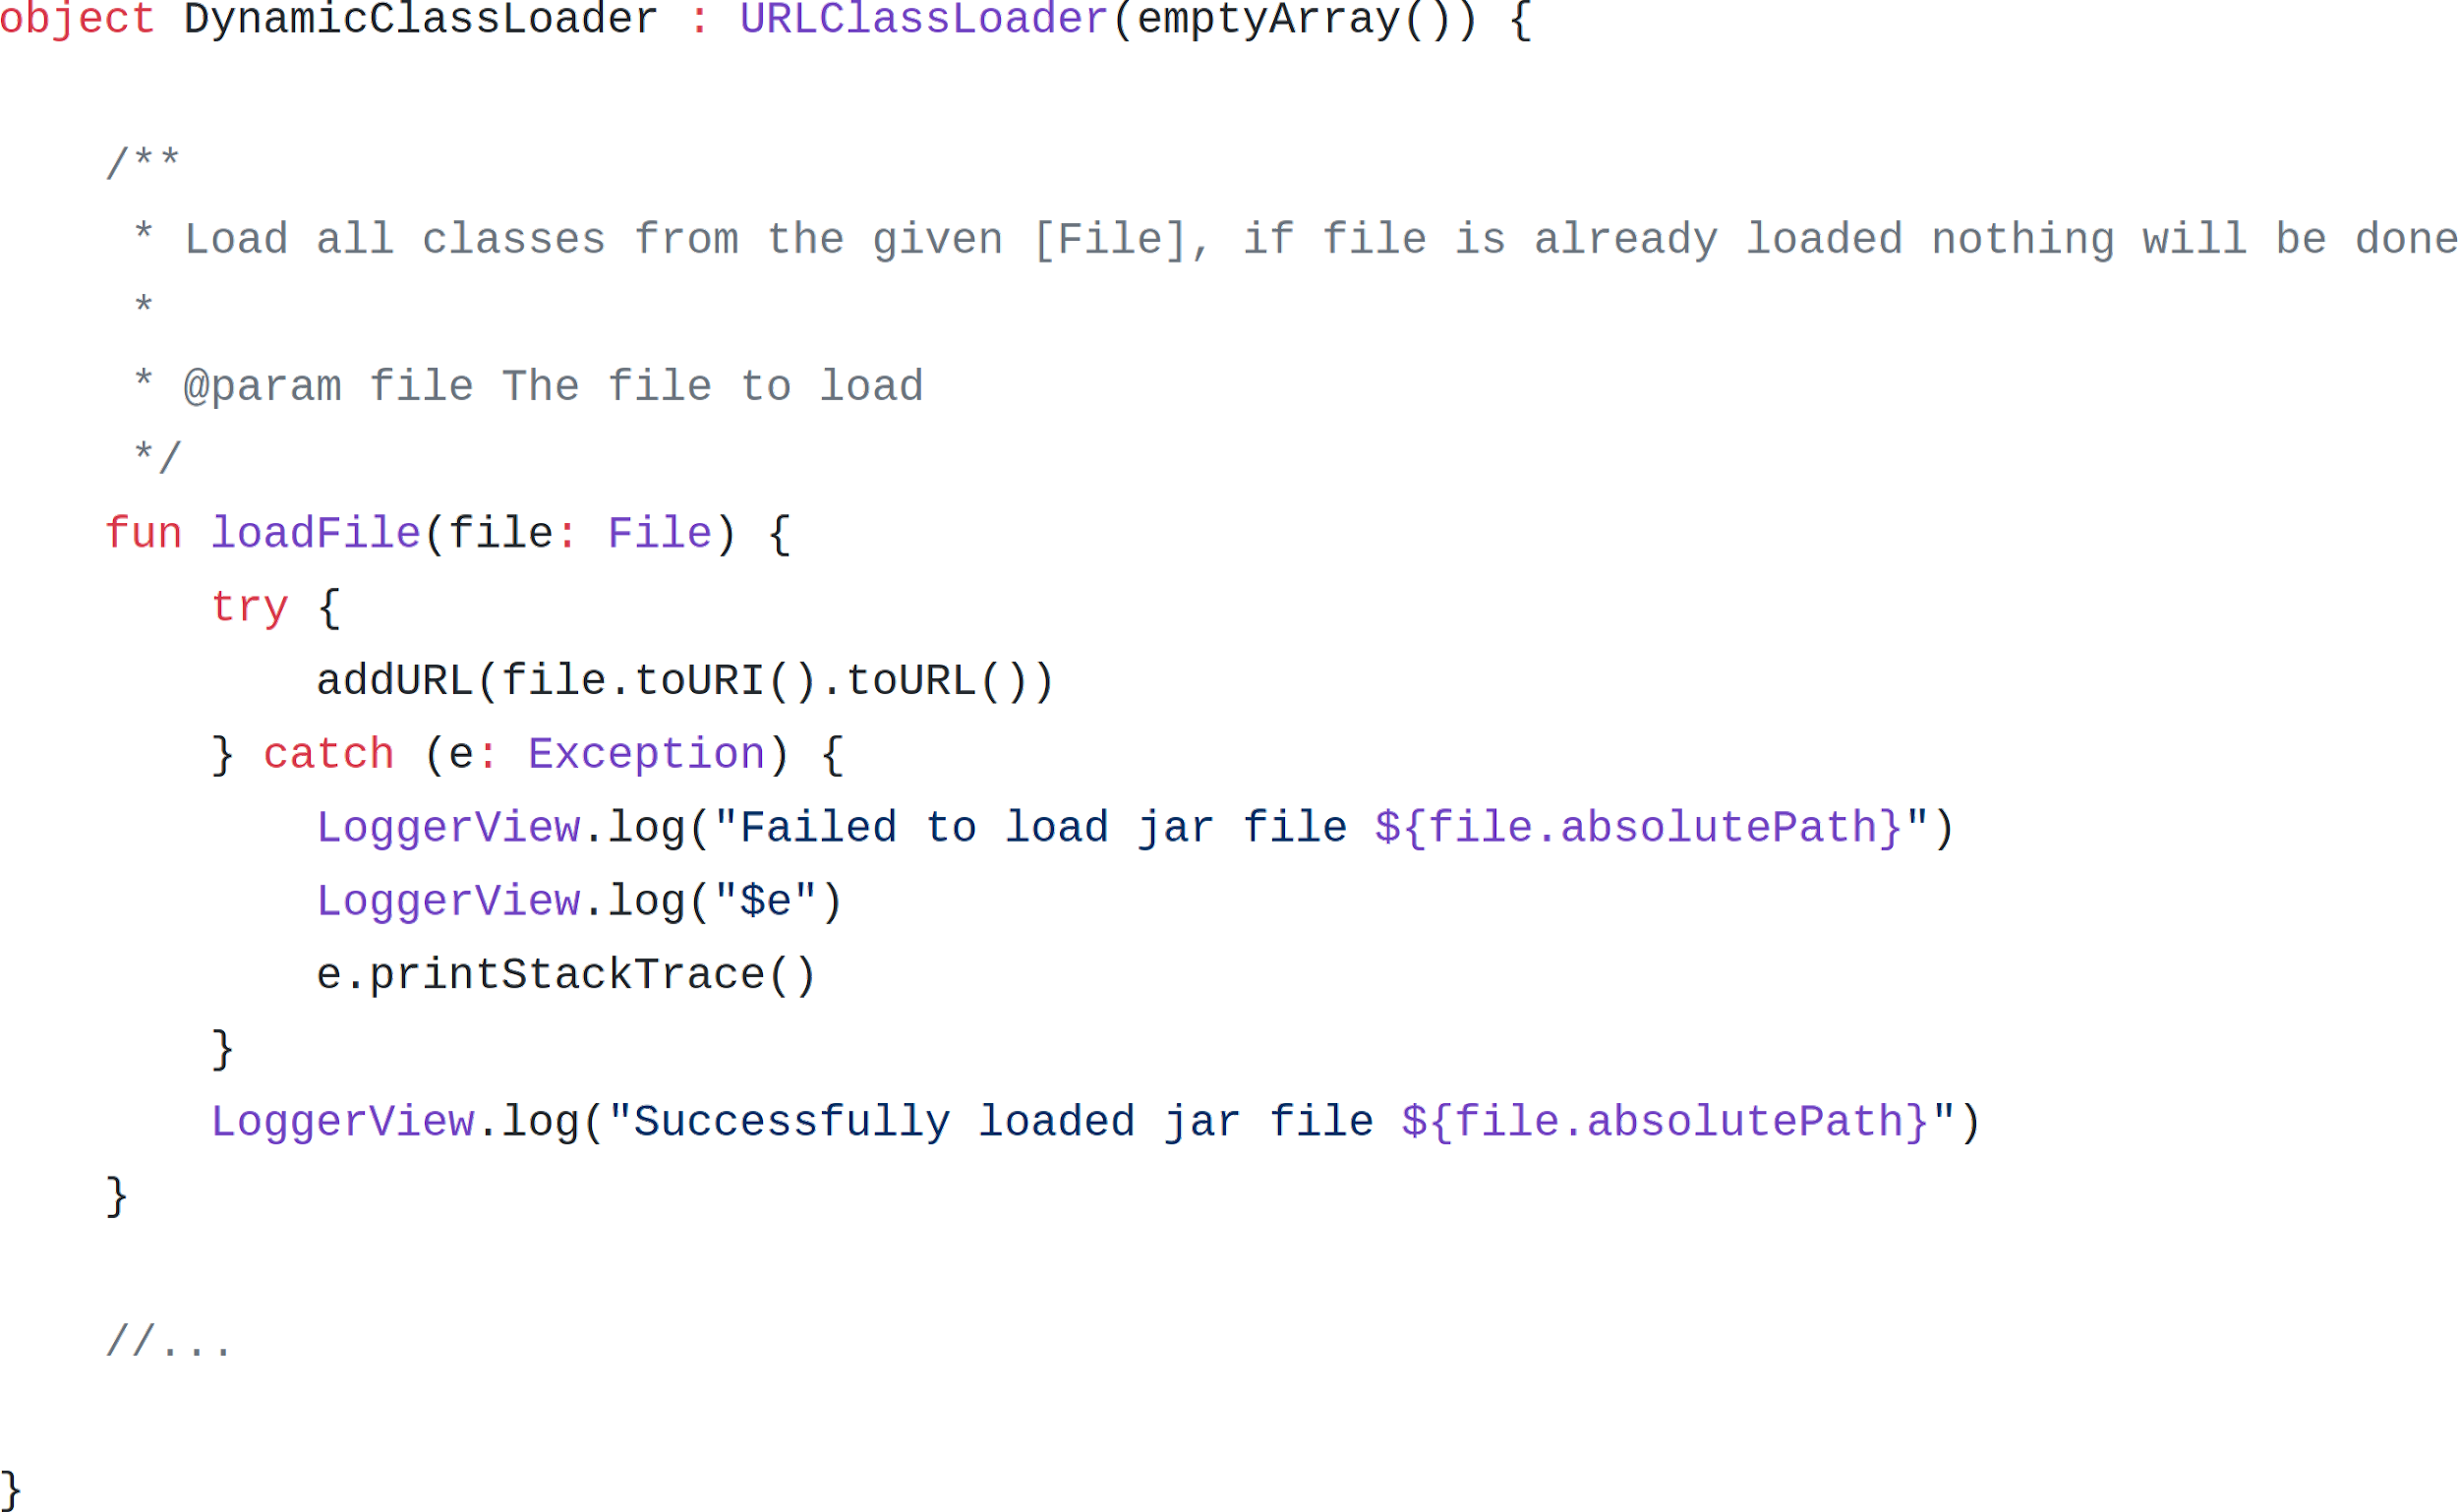 object DynamicClassLoader : URLClassLoader(emptyArray()) {
/**
* Load all classes from the given [File], if file is already loaded nothing will be done
*
* @param file The file to load
*/
fun loadFile(file: File) {
try {
addURL(file.toURI().toURL())
} catch (e: Exception) {
LoggerView.log("Failed to load jar file ${file.absolutePath}")
LoggerView.log("$e")
e.printStackTrace()
}
LoggerView.log("Successfully loaded jar file ${file.absolutePath}")
}
//...
}